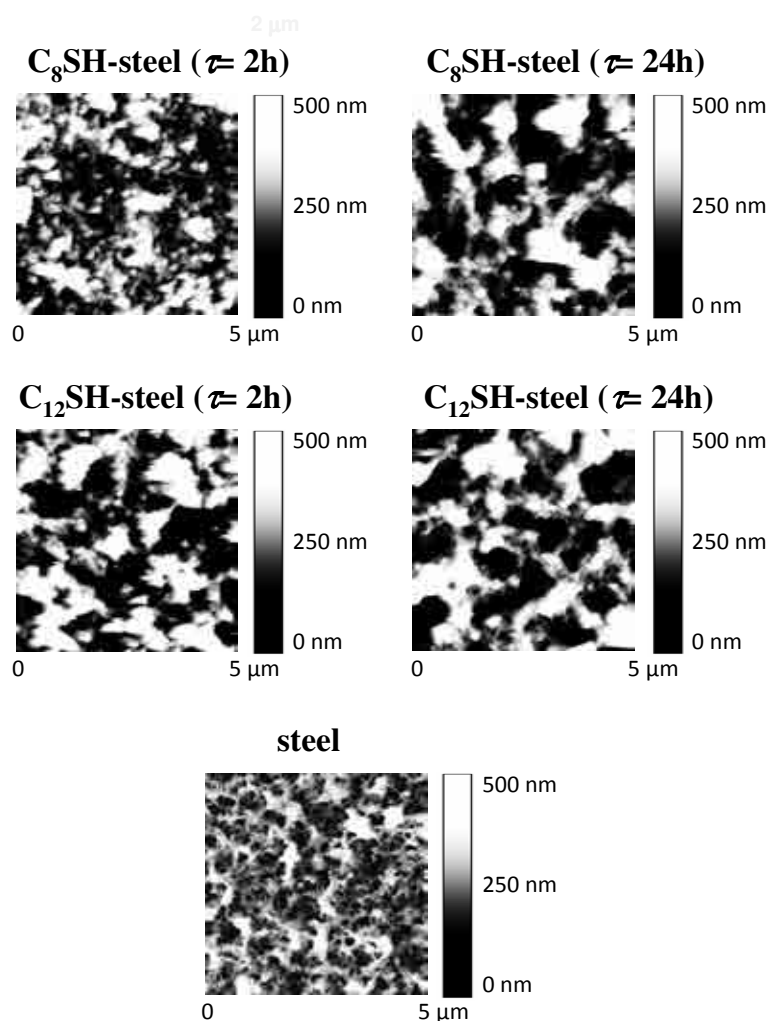 2 μm
C₈SH-steel (τ= 2h)
C₈SH-steel (τ= 24h)
500 nm
250 nm
0 nm
0 5 μm
500 nm
250 nm
0 nm
0 5 μm
C₁₂SH-steel (τ= 2h)
C₁₂SH-steel (τ= 24h)
500 nm
250 nm
0 nm
0 5 μm
500 nm
250 nm
0 nm
0 5 μm
steel
500 nm
250 nm
0 nm
0 5 μm